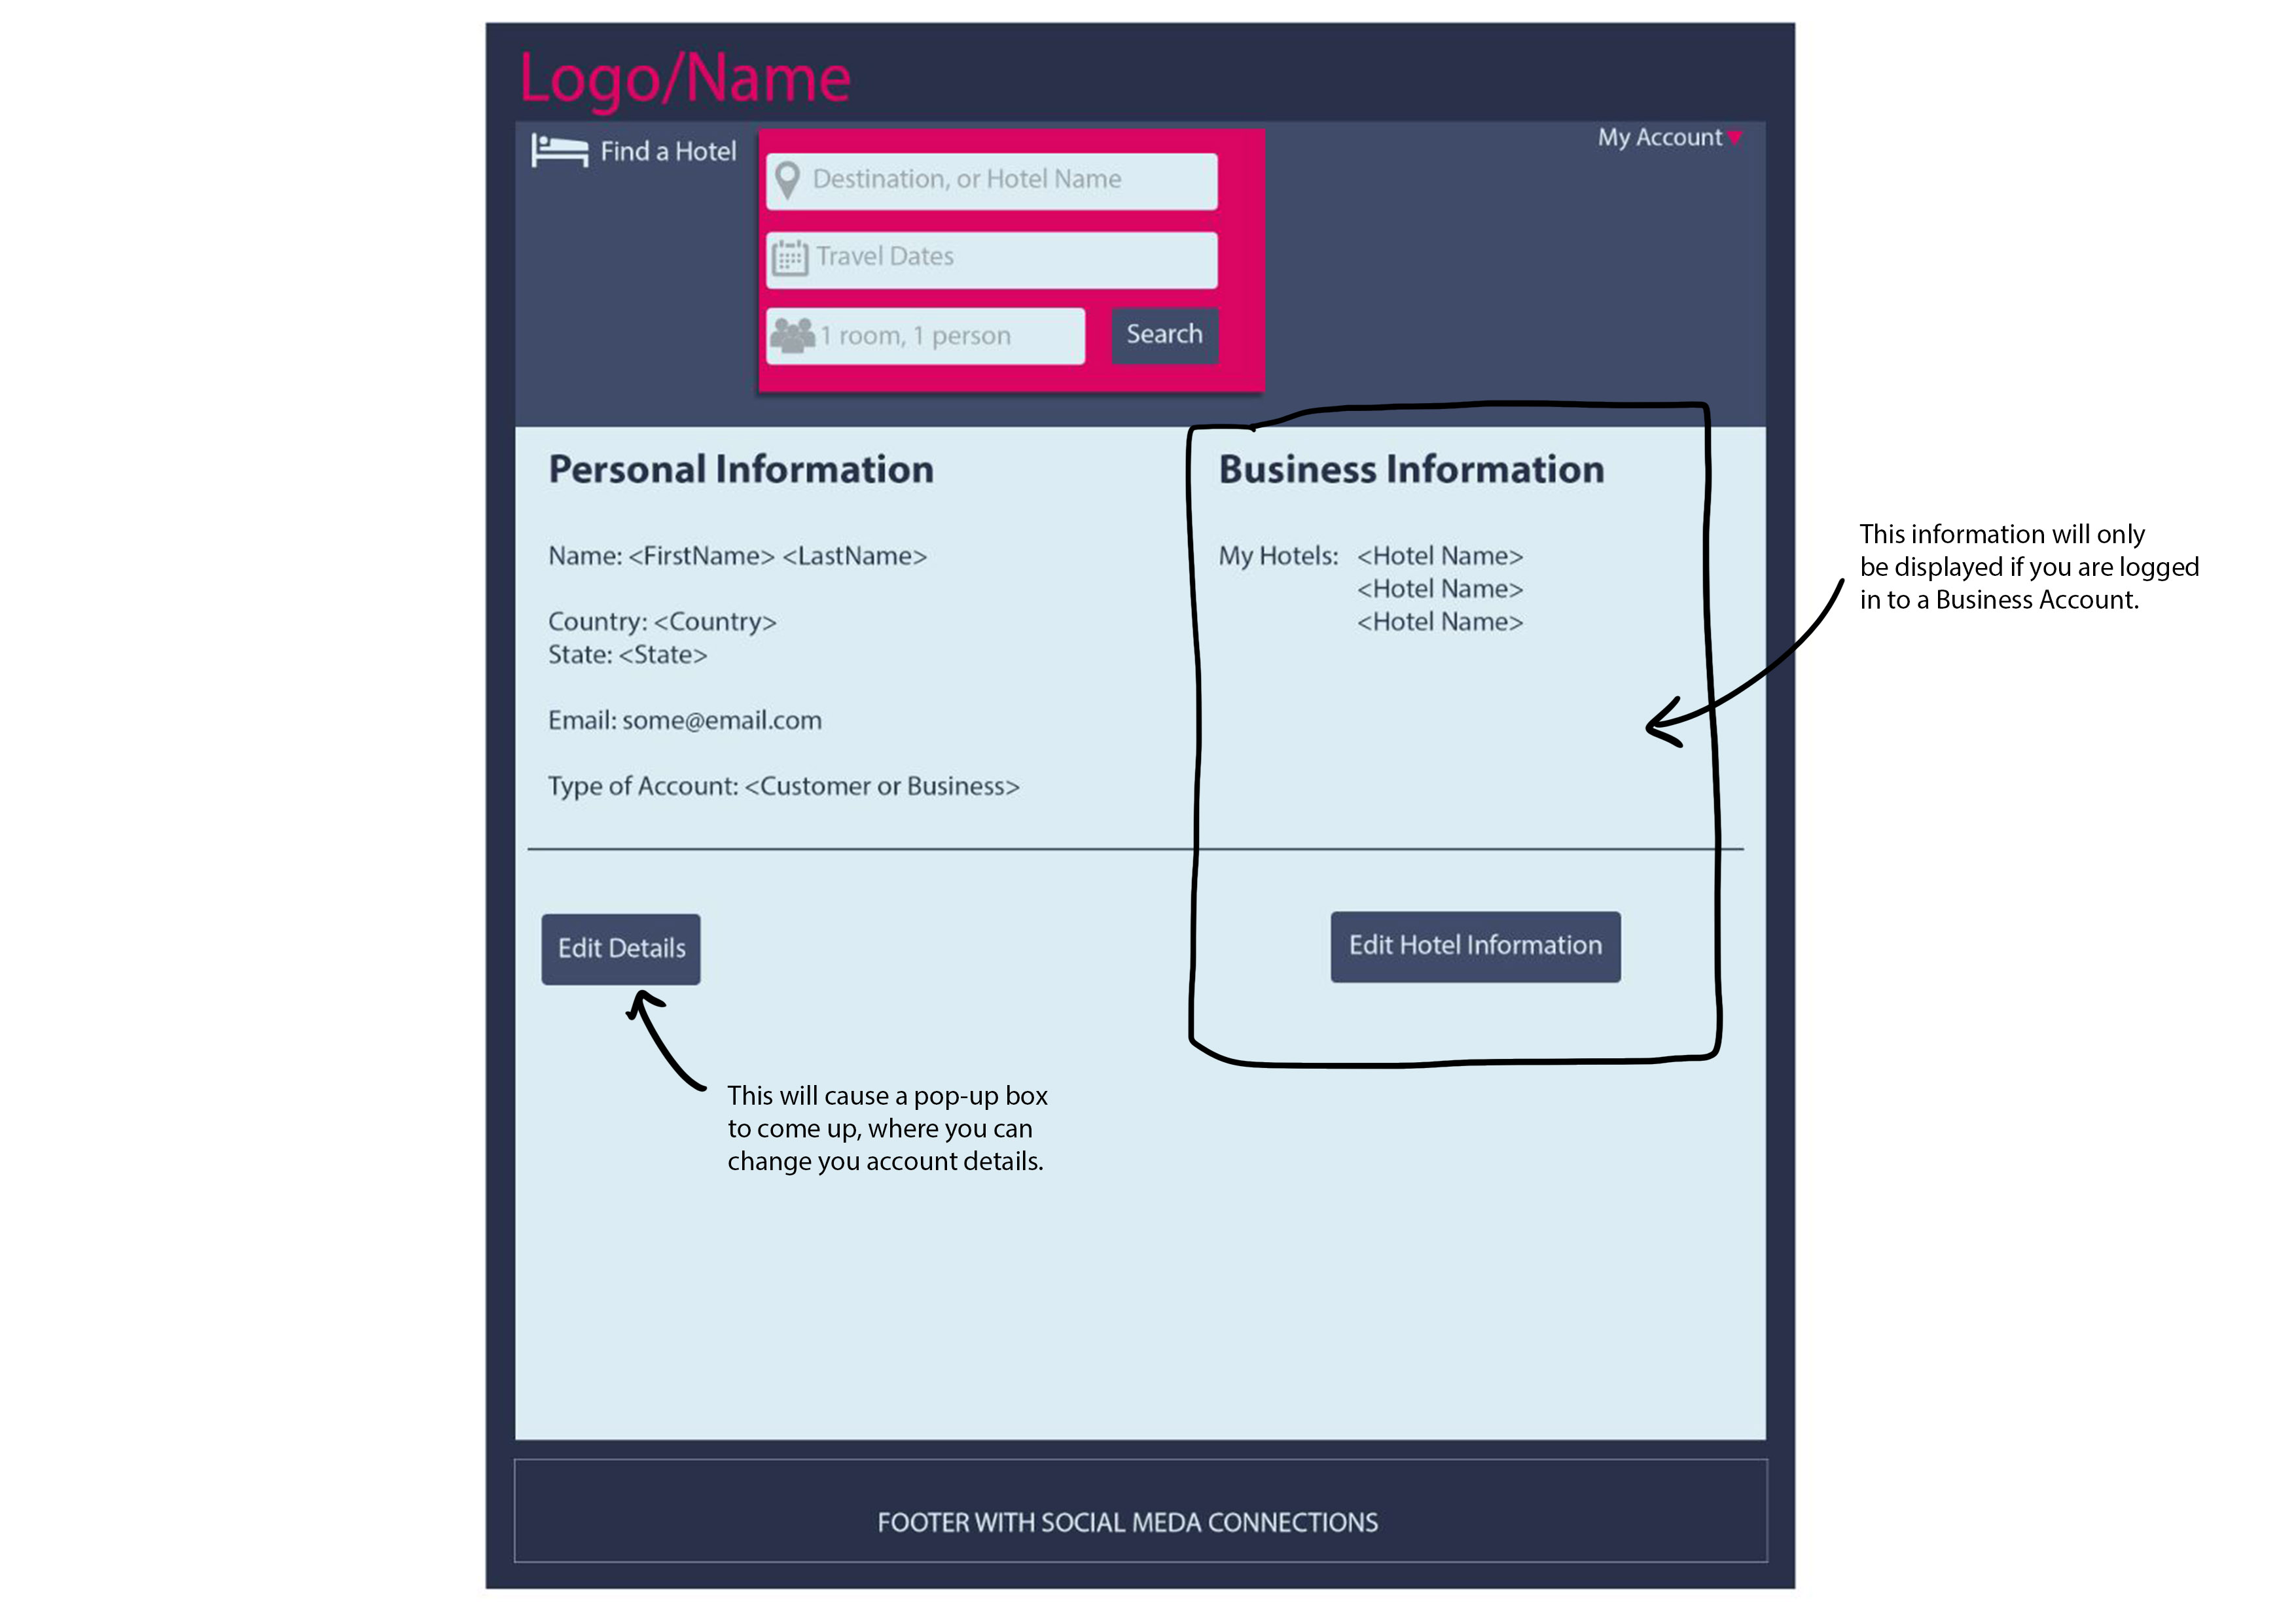 Logo/Name
Find a Hotel
My Account
Destination, or Hotel Name
Travel Dates
1 room, 1 person
Search
Personal Information
Name: <FirstName> <LastName>
Country: <Country>
State: <State>
Email: some@email.com
Type of Account: <Customer or Business>
Business Information
My Hotels: <Hotel Name>
<Hotel Name>
<Hotel Name>
This information will only
be displayed if you are logged
in to a Business Account.
Edit Details
Edit Hotel Information
This will cause a pop-up box
to come up, where you can
change you account details.
FOOTER WITH SOCIAL MEDA CONNECTIONS